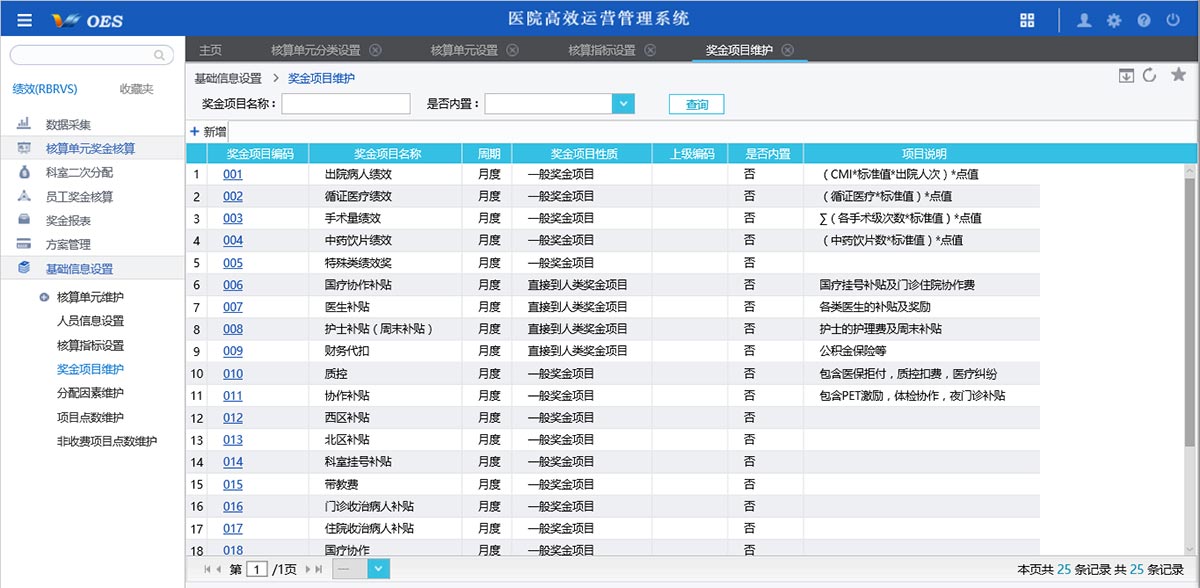 OES
医院高效运营管理系统
绩效(RBRVS) 收藏夹
数据采集
核算单元奖金核算
科室二次分配
员工奖金核算
奖金报表
方案管理
基础信息设置
核算单元维护
人员信息设置
核算指标设置
奖金项目维护
分配因素维护
项目点数维护
非收费项目点数维护
主页 核算单元分类设置 核算单元设置 核算指标设置 奖金项目维护
基础信息设置 > 奖金项目维护
奖金项目名称： 是否内置： 查询
+ 新增
奖金项目编码 奖金项目名称 周期 奖金项目性质 上级编码 是否内置 项目说明
1 001 出院病人绩效 月度 一般奖金项目 否 （CMI*标准值*出院人次）*点值
2 002 循证医疗绩效 月度 一般奖金项目 否 （循证医疗*标准值）*点值
3 003 手术量绩效 月度 一般奖金项目 否 ∑（各手术级次数*标准值）*点值
4 004 中药饮片绩效 月度 一般奖金项目 否 （中药饮片数*标准值）*点值
5 005 特殊类绩效奖 月度 一般奖金项目 否
6 006 国疗协作补贴 月度 直接到人类奖金项目 否 国疗挂号补贴及门诊住院协作费
7 007 医生补贴 月度 直接到人类奖金项目 否 各类医生的补贴及奖励
8 008 护士补贴（周末补贴） 月度 直接到人类奖金项目 否 护士的护理费及周末补贴
9 009 财务代扣 月度 直接到人类奖金项目 否 公积金保险等
10 010 质控 月度 一般奖金项目 否 包含医保拒付，质控扣费，医疗纠纷
11 011 协作补贴 月度 一般奖金项目 否 包含PET激励，体检协作，夜门诊补贴
12 012 西区补贴 月度 一般奖金项目 否
13 013 北区补贴 月度 一般奖金项目 否
14 014 科室挂号补贴 月度 一般奖金项目 否
15 015 带教费 月度 一般奖金项目 否
16 016 门诊收治病人补贴 月度 一般奖金项目 否
17 017 住院收治病人补贴 月度 一般奖金项目 否
18 018 国疗协作 月度 一般奖金项目 否
第 1 /1页 ---- 本页共 25 条记录 共 25 条记录